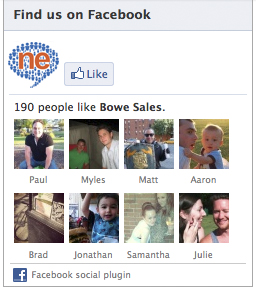 Find us on Facebook
ne
Like
190 people like Bowe Sales.
Paul Myles Matt Aaron
Brad Jonathan Samantha Julie
Facebook social plugin